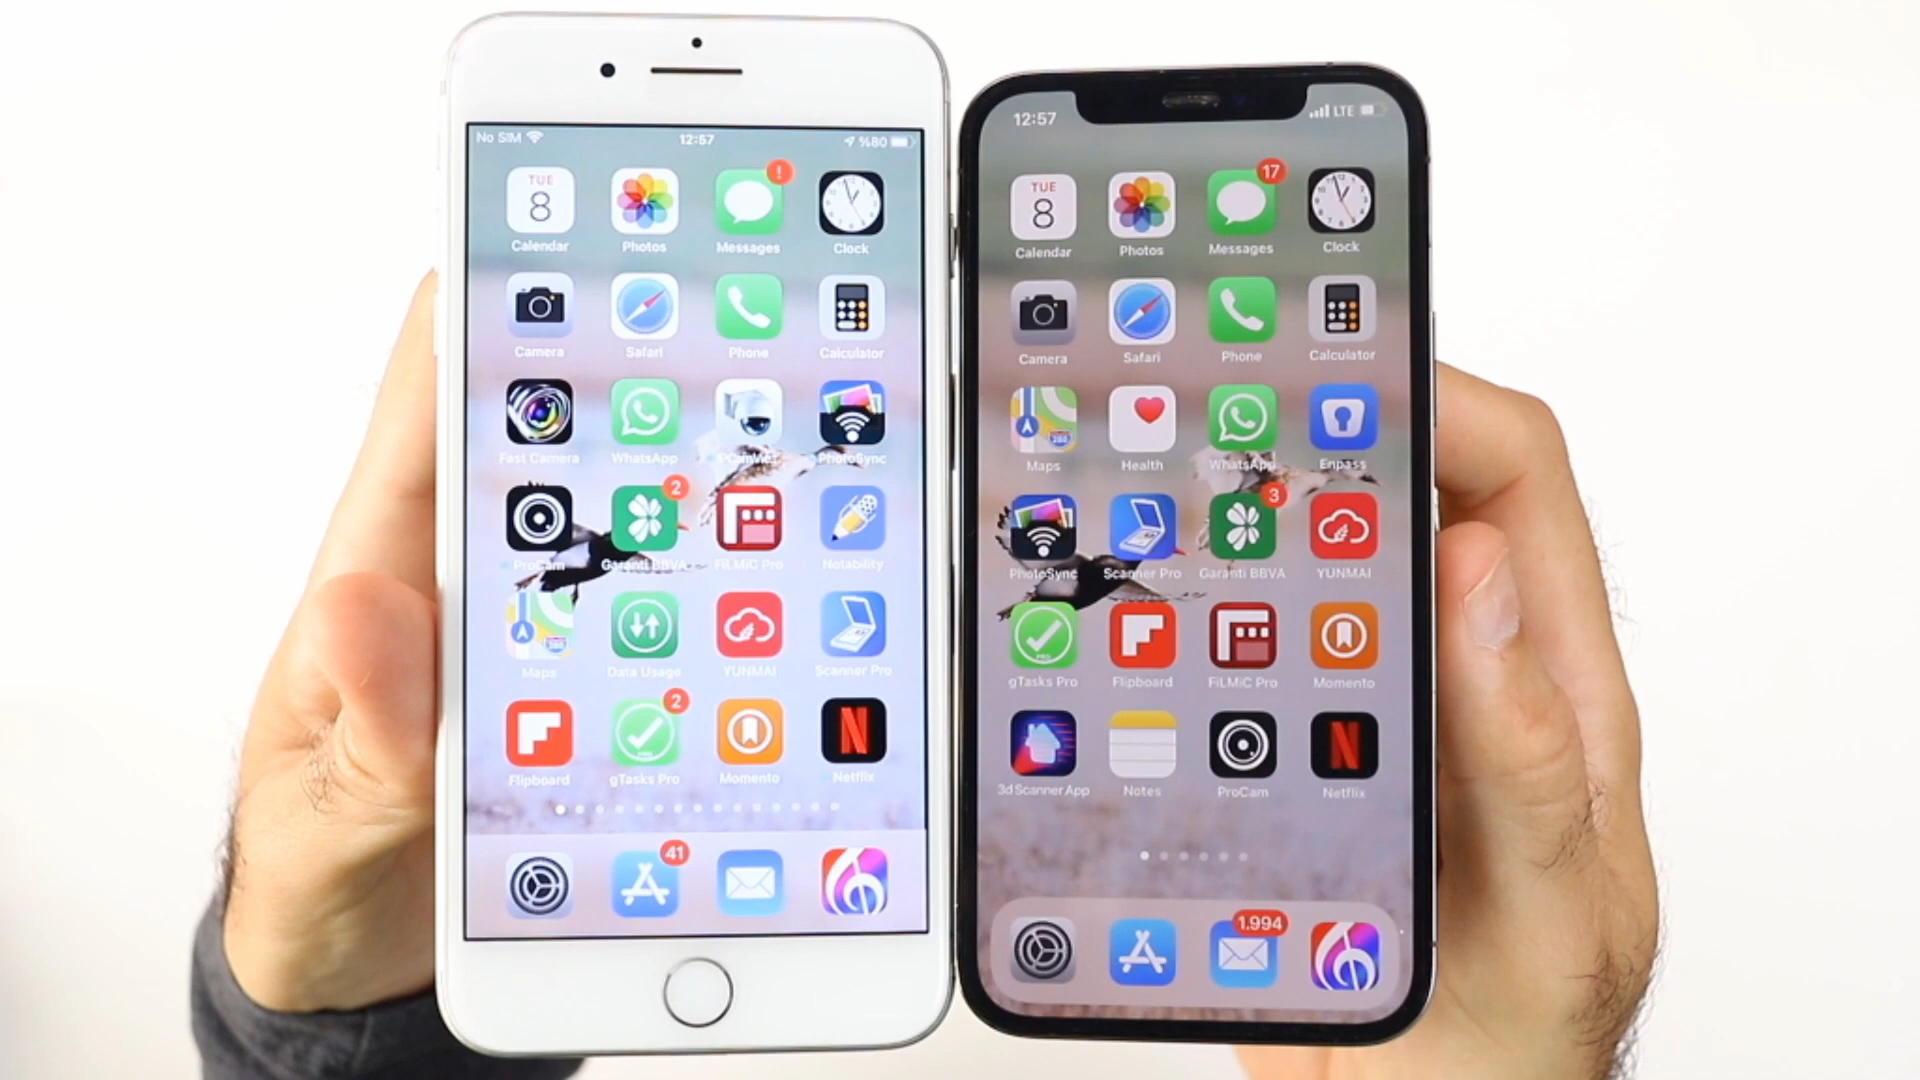 No SIM 12:57 %80
TUE
8
!
Calendar Photos Messages Clock
Camera Safari Phone Calculator
Fast Camera WhatsApp PhotoSync
2
ProCam Garanti BBVA FiLMiC Pro Notability
280
Maps Data Usage YUNMAI Scanner Pro
2
PRO
N
Flipboard gTasks Pro Momento Netflix
41
12:57 LTE
TUE
8
17
Calendar Photos Messages Clock
Camera Safari Phone Calculator
280
Maps Health WhatsApp Enpass
3
PhotoSync Scanner Pro Garanti BBVA YUNMAI
PRO
gTasks Pro Flipboard FiLMiC Pro Momento
N
3d Scanner App Notes ProCam Netflix
1.994